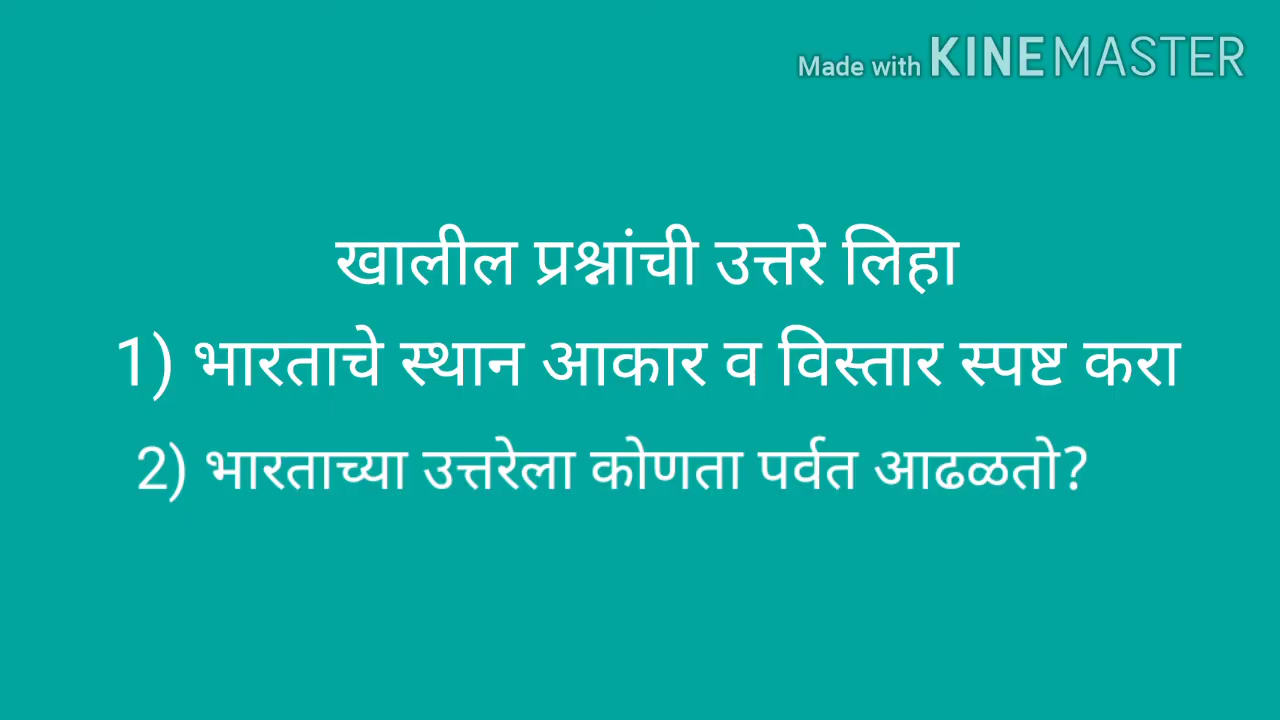 Made with KINEMASTER
खालील प्रश्नांची उत्तरे लिहा
1) भारताचे स्थान आकार व विस्तार स्पष्ट करा
2) भारताच्या उत्तरेला कोणता पर्वत आढळतो?